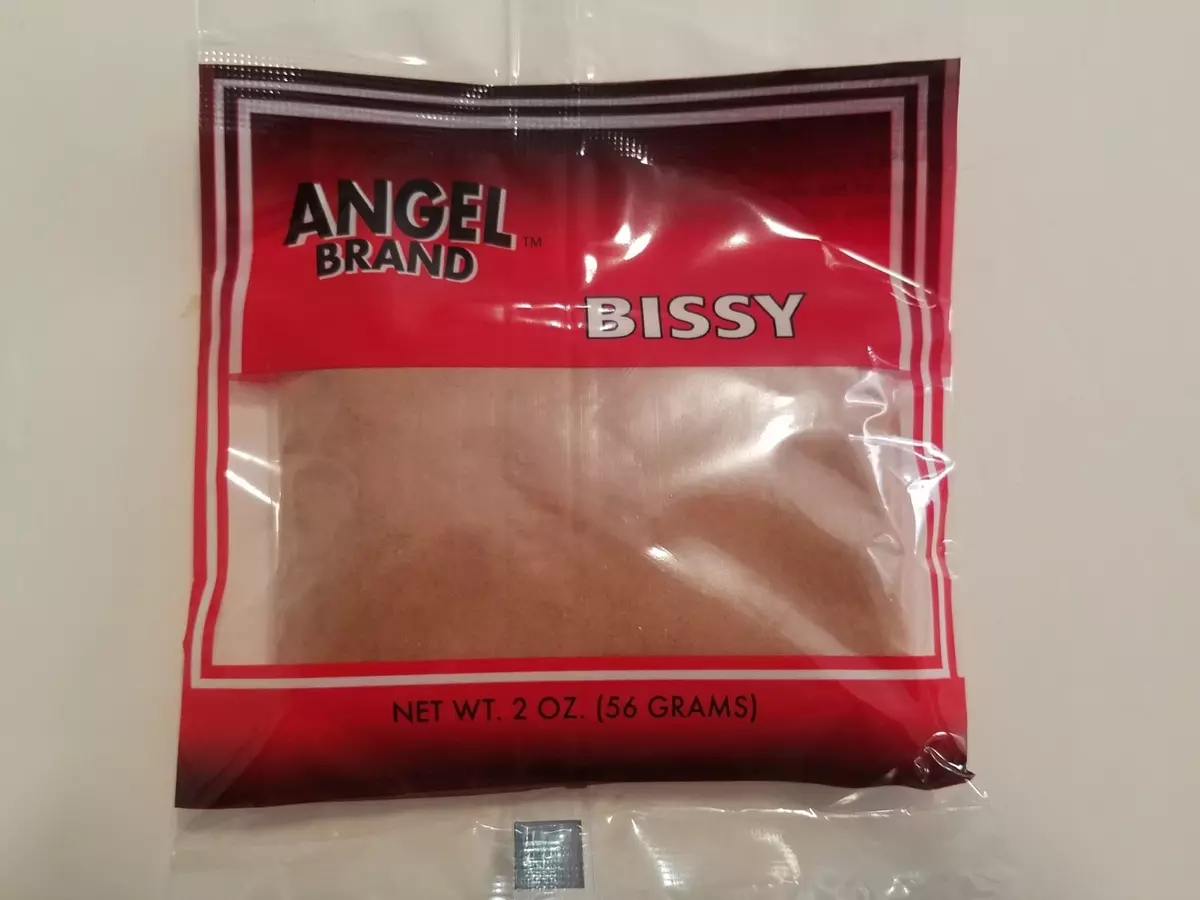 ANGEL
BRAND™
BISSY
NET WT. 2 OZ. (56 GRAMS)